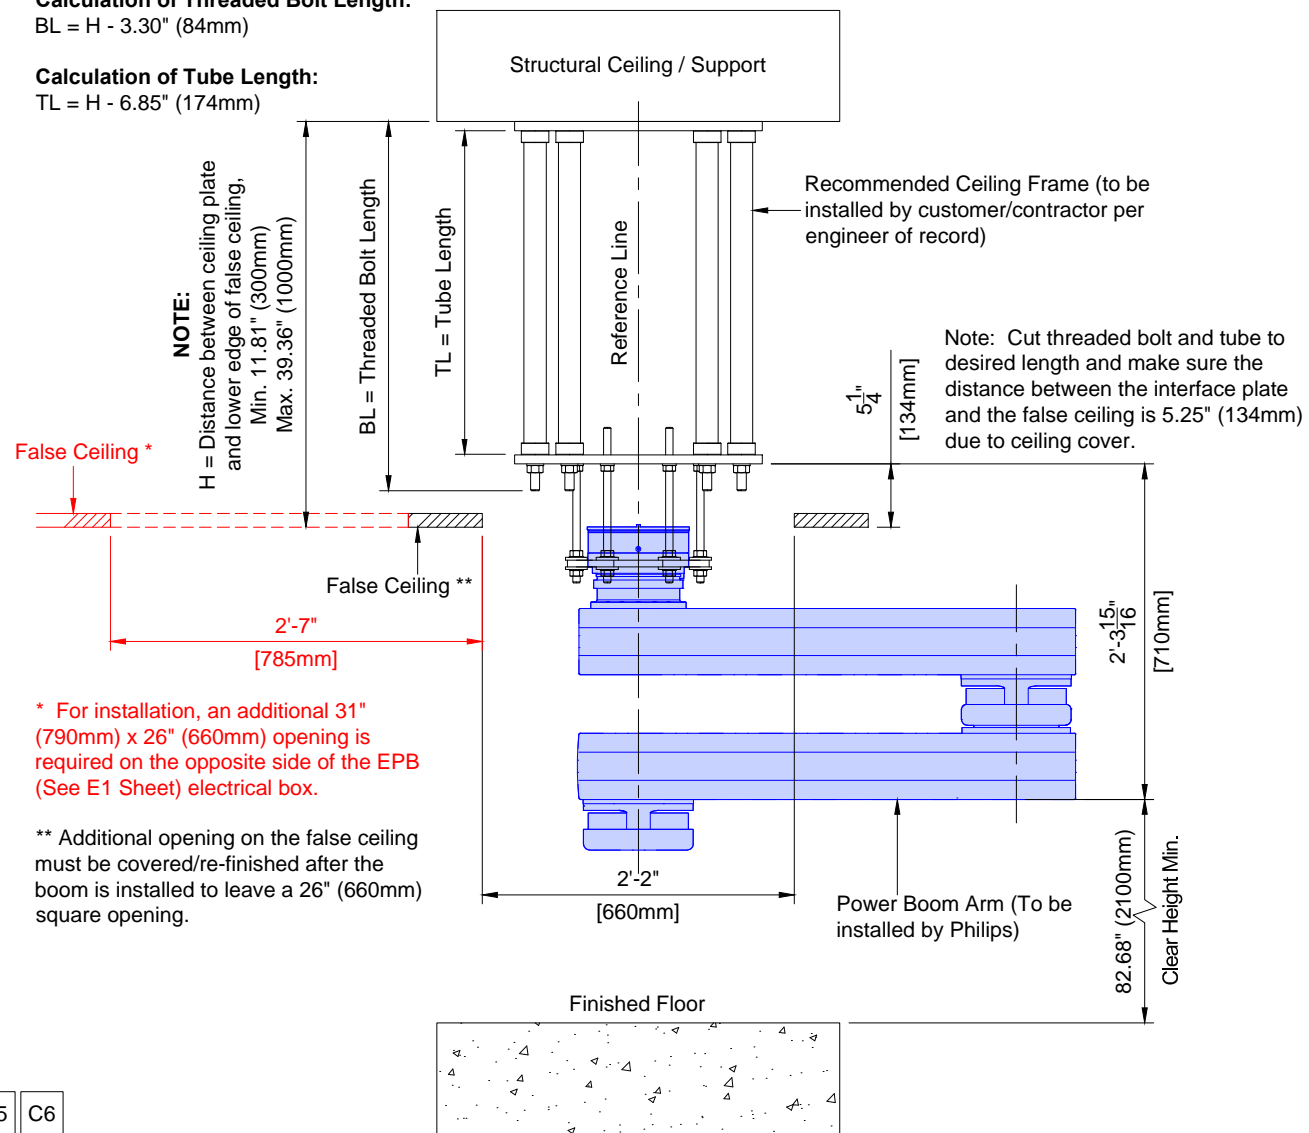 Calculation of Threaded Bolt Length:
BL = H - 3.30" (84mm)
Calculation of Tube Length:
TL = H - 6.85" (174mm)
Structural Ceiling / Support
NOTE:
H = Distance between ceiling plate
and lower edge of false ceiling,
Min. 11.81" (300mm)
Max. 39.36" (1000mm)
BL = Threaded Bolt Length
TL = Tube Length
Reference Line
Recommended Ceiling Frame (to be
installed by customer/contractor per
engineer of record)
5 1/4"
[134mm]
Note: Cut threaded bolt and tube to
desired length and make sure the
distance between the interface plate
and the false ceiling is 5.25" (134mm)
due to ceiling cover.
False Ceiling *
False Ceiling **
2'-7"
[785mm]
2'-3 15/16"
[710mm]
* For installation, an additional 31"
(790mm) x 26" (660mm) opening is
required on the opposite side of the EPB
(See E1 Sheet) electrical box.
** Additional opening on the false ceiling
must be covered/re-finished after the
boom is installed to leave a 26" (660mm)
square opening.
2'-2"
[660mm]
Power Boom Arm (To be
installed by Philips)
82.68" (2100mm)
Clear Height Min.
Finished Floor
5
C6